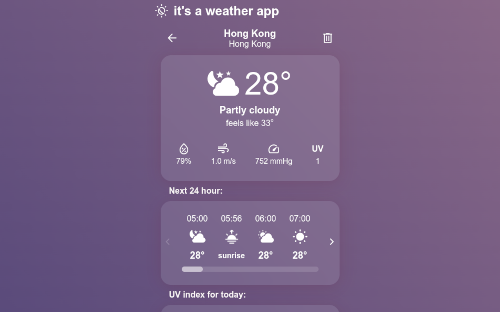 it's a weather app
Hong Kong
Hong Kong
28°
Partly cloudy
feels like 33°
UV
79% 1.0 m/s 752 mmHg 1
Next 24 hour:
05:00 05:56 06:00 07:00
28° sunrise 28° 28°
UV index for today: